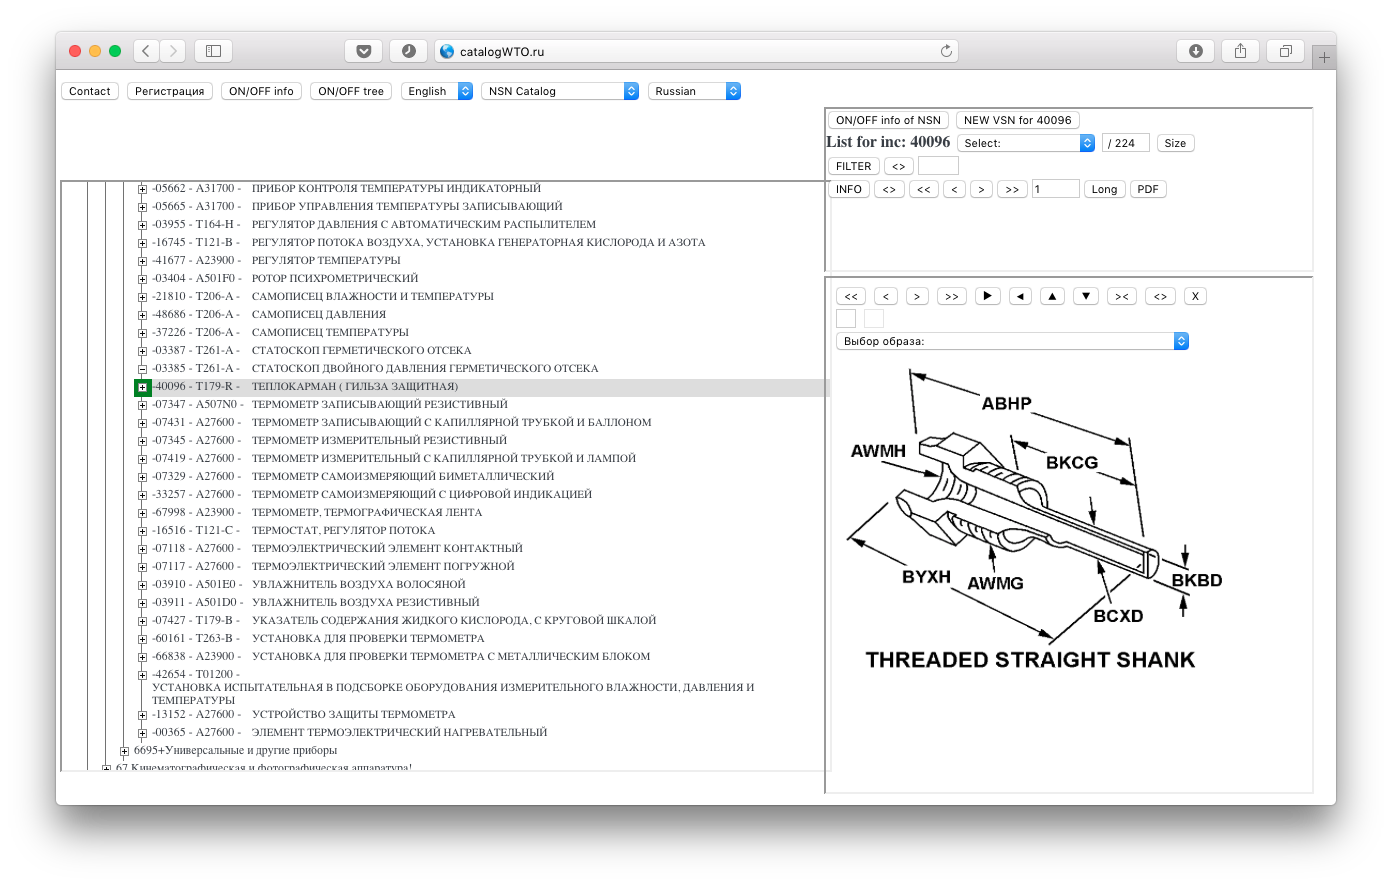 catalogWTO.ru
Contact Регистрация ON/OFF info ON/OFF tree English NSN Catalog Russian
ON/OFF info of NSN NEW VSN for 40096
List for inc: 40096 Select: / 224 Size
FILTER <>
INFO <> << < > >> 1 Long PDF
-05662 - A31700 - ПРИБОР КОНТРОЛЯ ТЕМПЕРАТУРЫ ИНДИКАТОРНЫЙ
-05665 - A31700 - ПРИБОР УПРАВЛЕНИЯ ТЕМПЕРАТУРЫ ЗАПИСЫВАЮЩИЙ
-03955 - T164-H - РЕГУЛЯТОР ДАВЛЕНИЯ С АВТОМАТИЧЕСКИМ РАСПЫЛИТЕЛЕМ
-16745 - T121-B - РЕГУЛЯТОР ПОТОКА ВОЗДУХА, УСТАНОВКА ГЕНЕРАТОРНАЯ КИСЛОРОДА И АЗОТА
-41677 - A23900 - РЕГУЛЯТОР ТЕМПЕРАТУРЫ
-03404 - A501F0 - РОТОР ПСИХРОМЕТРИЧЕСКИЙ
-21810 - T206-A - САМОПИСЕЦ ВЛАЖНОСТИ И ТЕМПЕРАТУРЫ
-48686 - T206-A - САМОПИСЕЦ ДАВЛЕНИЯ
-37226 - T206-A - САМОПИСЕЦ ТЕМПЕРАТУРЫ
-03387 - T261-A - СТАТОСКОП ГЕРМЕТИЧЕСКОГО ОТСЕКА
-03385 - T261-A - СТАТОСКОП ДВОЙНОГО ДАВЛЕНИЯ ГЕРМЕТИЧЕСКОГО ОТСЕКА
-40096 - T179-R - ТЕПЛОКАРМАН ( ГИЛЬЗА ЗАЩИТНАЯ)
-07347 - A507N0 - ТЕРМОМЕТР ЗАПИСЫВАЮЩИЙ РЕЗИСТИВНЫЙ
-07431 - A27600 - ТЕРМОМЕТР ЗАПИСЫВАЮЩИЙ С КАПИЛЛЯРНОЙ ТРУБКОЙ И БАЛЛОНОМ
-07345 - A27600 - ТЕРМОМЕТР ИЗМЕРИТЕЛЬНЫЙ РЕЗИСТИВНЫЙ
-07419 - A27600 - ТЕРМОМЕТР ИЗМЕРИТЕЛЬНЫЙ С КАПИЛЛЯРНОЙ ТРУБКОЙ И ЛАМПОЙ
-07329 - A27600 - ТЕРМОМЕТР САМОИЗМЕРЯЮЩИЙ БИМЕТАЛЛИЧЕСКИЙ
-33257 - A27600 - ТЕРМОМЕТР САМОИЗМЕРЯЮЩИЙ С ЦИФРОВОЙ ИНДИКАЦИЕЙ
-67998 - A23900 - ТЕРМОМЕТР, ТЕРМОГРАФИЧЕСКАЯ ЛЕНТА
-16516 - T121-C - ТЕРМОСТАТ, РЕГУЛЯТОР ПОТОКА
-07118 - A27600 - ТЕРМОЭЛЕКТРИЧЕСКИЙ ЭЛЕМЕНТ КОНТАКТНЫЙ
-07117 - A27600 - ТЕРМОЭЛЕКТРИЧЕСКИЙ ЭЛЕМЕНТ ПОГРУЖНОЙ
-03910 - A501E0 - УВЛАЖНИТЕЛЬ ВОЗДУХА ВОЛОСЯНОЙ
-03911 - A501D0 - УВЛАЖНИТЕЛЬ ВОЗДУХА РЕЗИСТИВНЫЙ
-07427 - T179-B - УКАЗАТЕЛЬ СОДЕРЖАНИЯ ЖИДКОГО КИСЛОРОДА, С КРУГОВОЙ ШКАЛОЙ
-60161 - T263-B - УСТАНОВКА ДЛЯ ПРОВЕРКИ ТЕРМОМЕТРА
-66838 - A23900 - УСТАНОВКА ДЛЯ ПРОВЕРКИ ТЕРМОМЕТРА С МЕТАЛЛИЧЕСКИМ БЛОКОМ
-42654 - T01200 -
УСТАНОВКА ИСПЫТАТЕЛЬНАЯ В ПОДСБОРКЕ ОБОРУДОВАНИЯ ИЗМЕРИТЕЛЬНОГО ВЛАЖНОСТИ, ДАВЛЕНИЯ И
ТЕМПЕРАТУРЫ
-13152 - A27600 - УСТРОЙСТВО ЗАЩИТЫ ТЕРМОМЕТРА
-00365 - A27600 - ЭЛЕМЕНТ ТЕРМОЭЛЕКТРИЧЕСКИЙ НАГРЕВАТЕЛЬНЫЙ
6695+Универсальные и другие приборы
67 Кинематографическая и фотографическая аппаратура!
<< < > >> ▶ ◀ ▲ ▼ >< <> X
Выбор образа:
ABHP
AWMH
BKCG
BYXH
AWMG
BKBD
BCXD
THREADED STRAIGHT SHANK